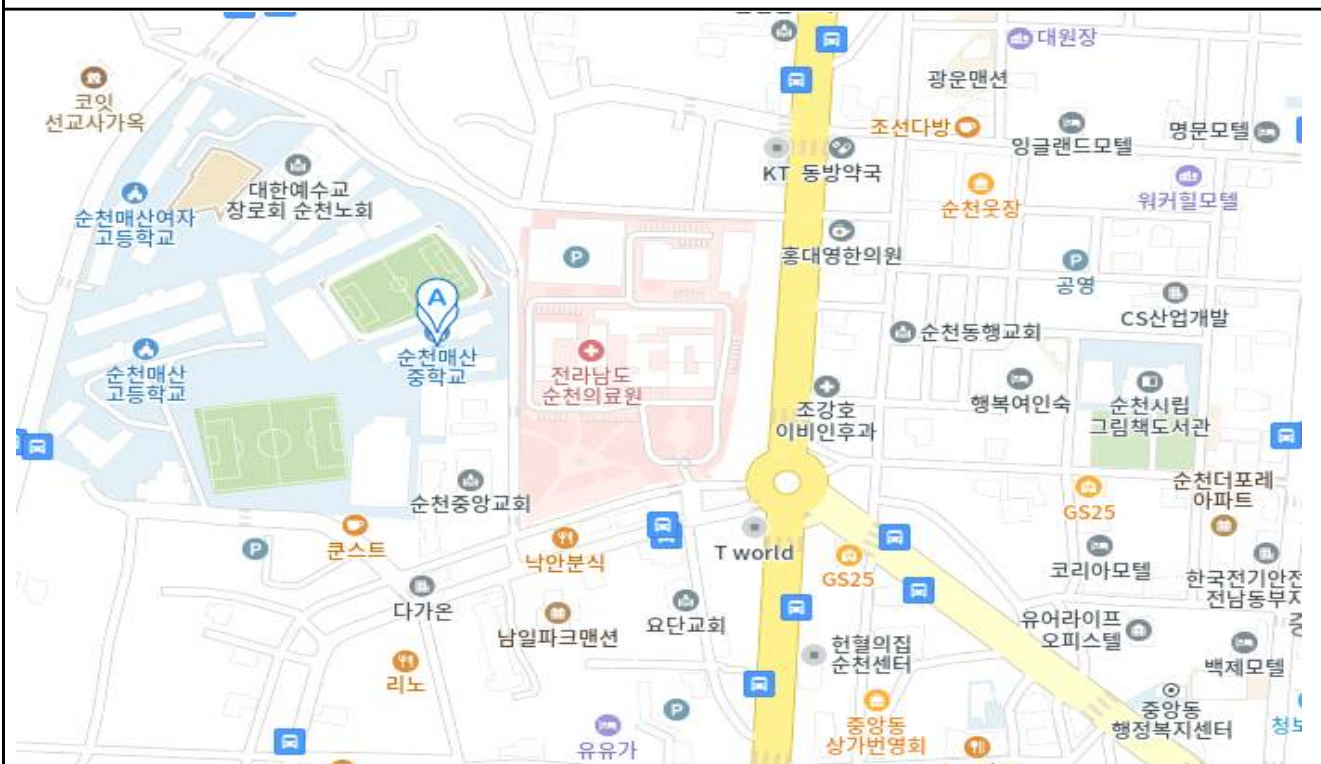 대원장
코잇
선교사가옥
광운맨션
조선다방
잉글랜드모텔
명문모텔
KT
동방약국
대한예수교
장로회 순천노회
순천매산여자
고등학교
순천웃장
워커힐모텔
P
홍대영한의원
P
공영
A
CS산업개발
순천동행교회
순천매산
중학교
순천매산
고등학교
전라남도
순천의료원
조강호
이비인후과
행복여인숙
순천시립
그림책도서관
순천중앙교회
GS25
순천더포레
아파트
쿤스트
P
낙안분식
T world
GS25
코리아모텔
한국전기안전
전남동부지
다가온
남일파크맨션
요단교회
유어라이프
오피스텔
헌혈의집
순천센터
백제모텔
리노
P
중앙동
행정복지센터
유유가
중앙동
상가번영회